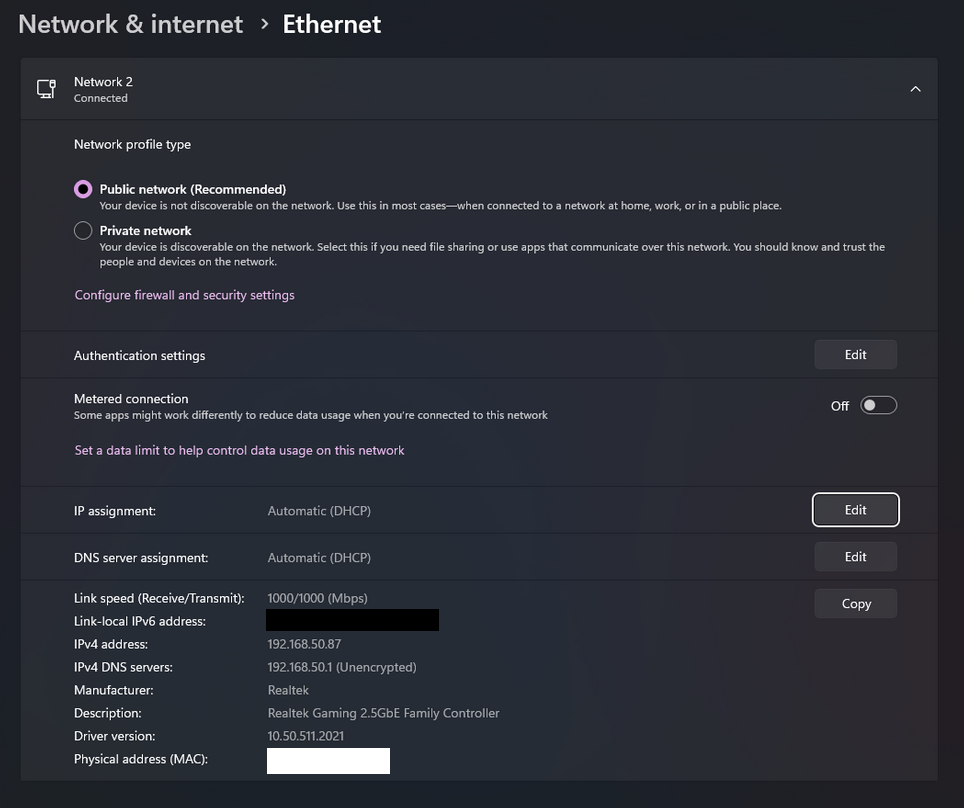 Network & internet > Ethernet
Network 2
Connected
Network profile type
Public network (Recommended)
Your device is not discoverable on the network. Use this in most cases—when connected to a network at home, work, or in a public place.
Private network
Your device is discoverable on the network. Select this if you need file sharing or use apps that communicate over this network. You should know and trust the
people and devices on the network.
Configure firewall and security settings
Authentication settings Edit
Metered connection
Some apps might work differently to reduce data usage when you're connected to this network
Off
Set a data limit to help control data usage on this network
IP assignment: Automatic (DHCP) Edit
DNS server assignment: Automatic (DHCP) Edit
Link speed (Receive/Transmit): 1000/1000 (Mbps) Copy
Link-local IPv6 address:
IPv4 address: 192.168.50.87
IPv4 DNS servers: 192.168.50.1 (Unencrypted)
Manufacturer: Realtek
Description: Realtek Gaming 2.5GbE Family Controller
Driver version: 10.50.511.2021
Physical address (MAC):